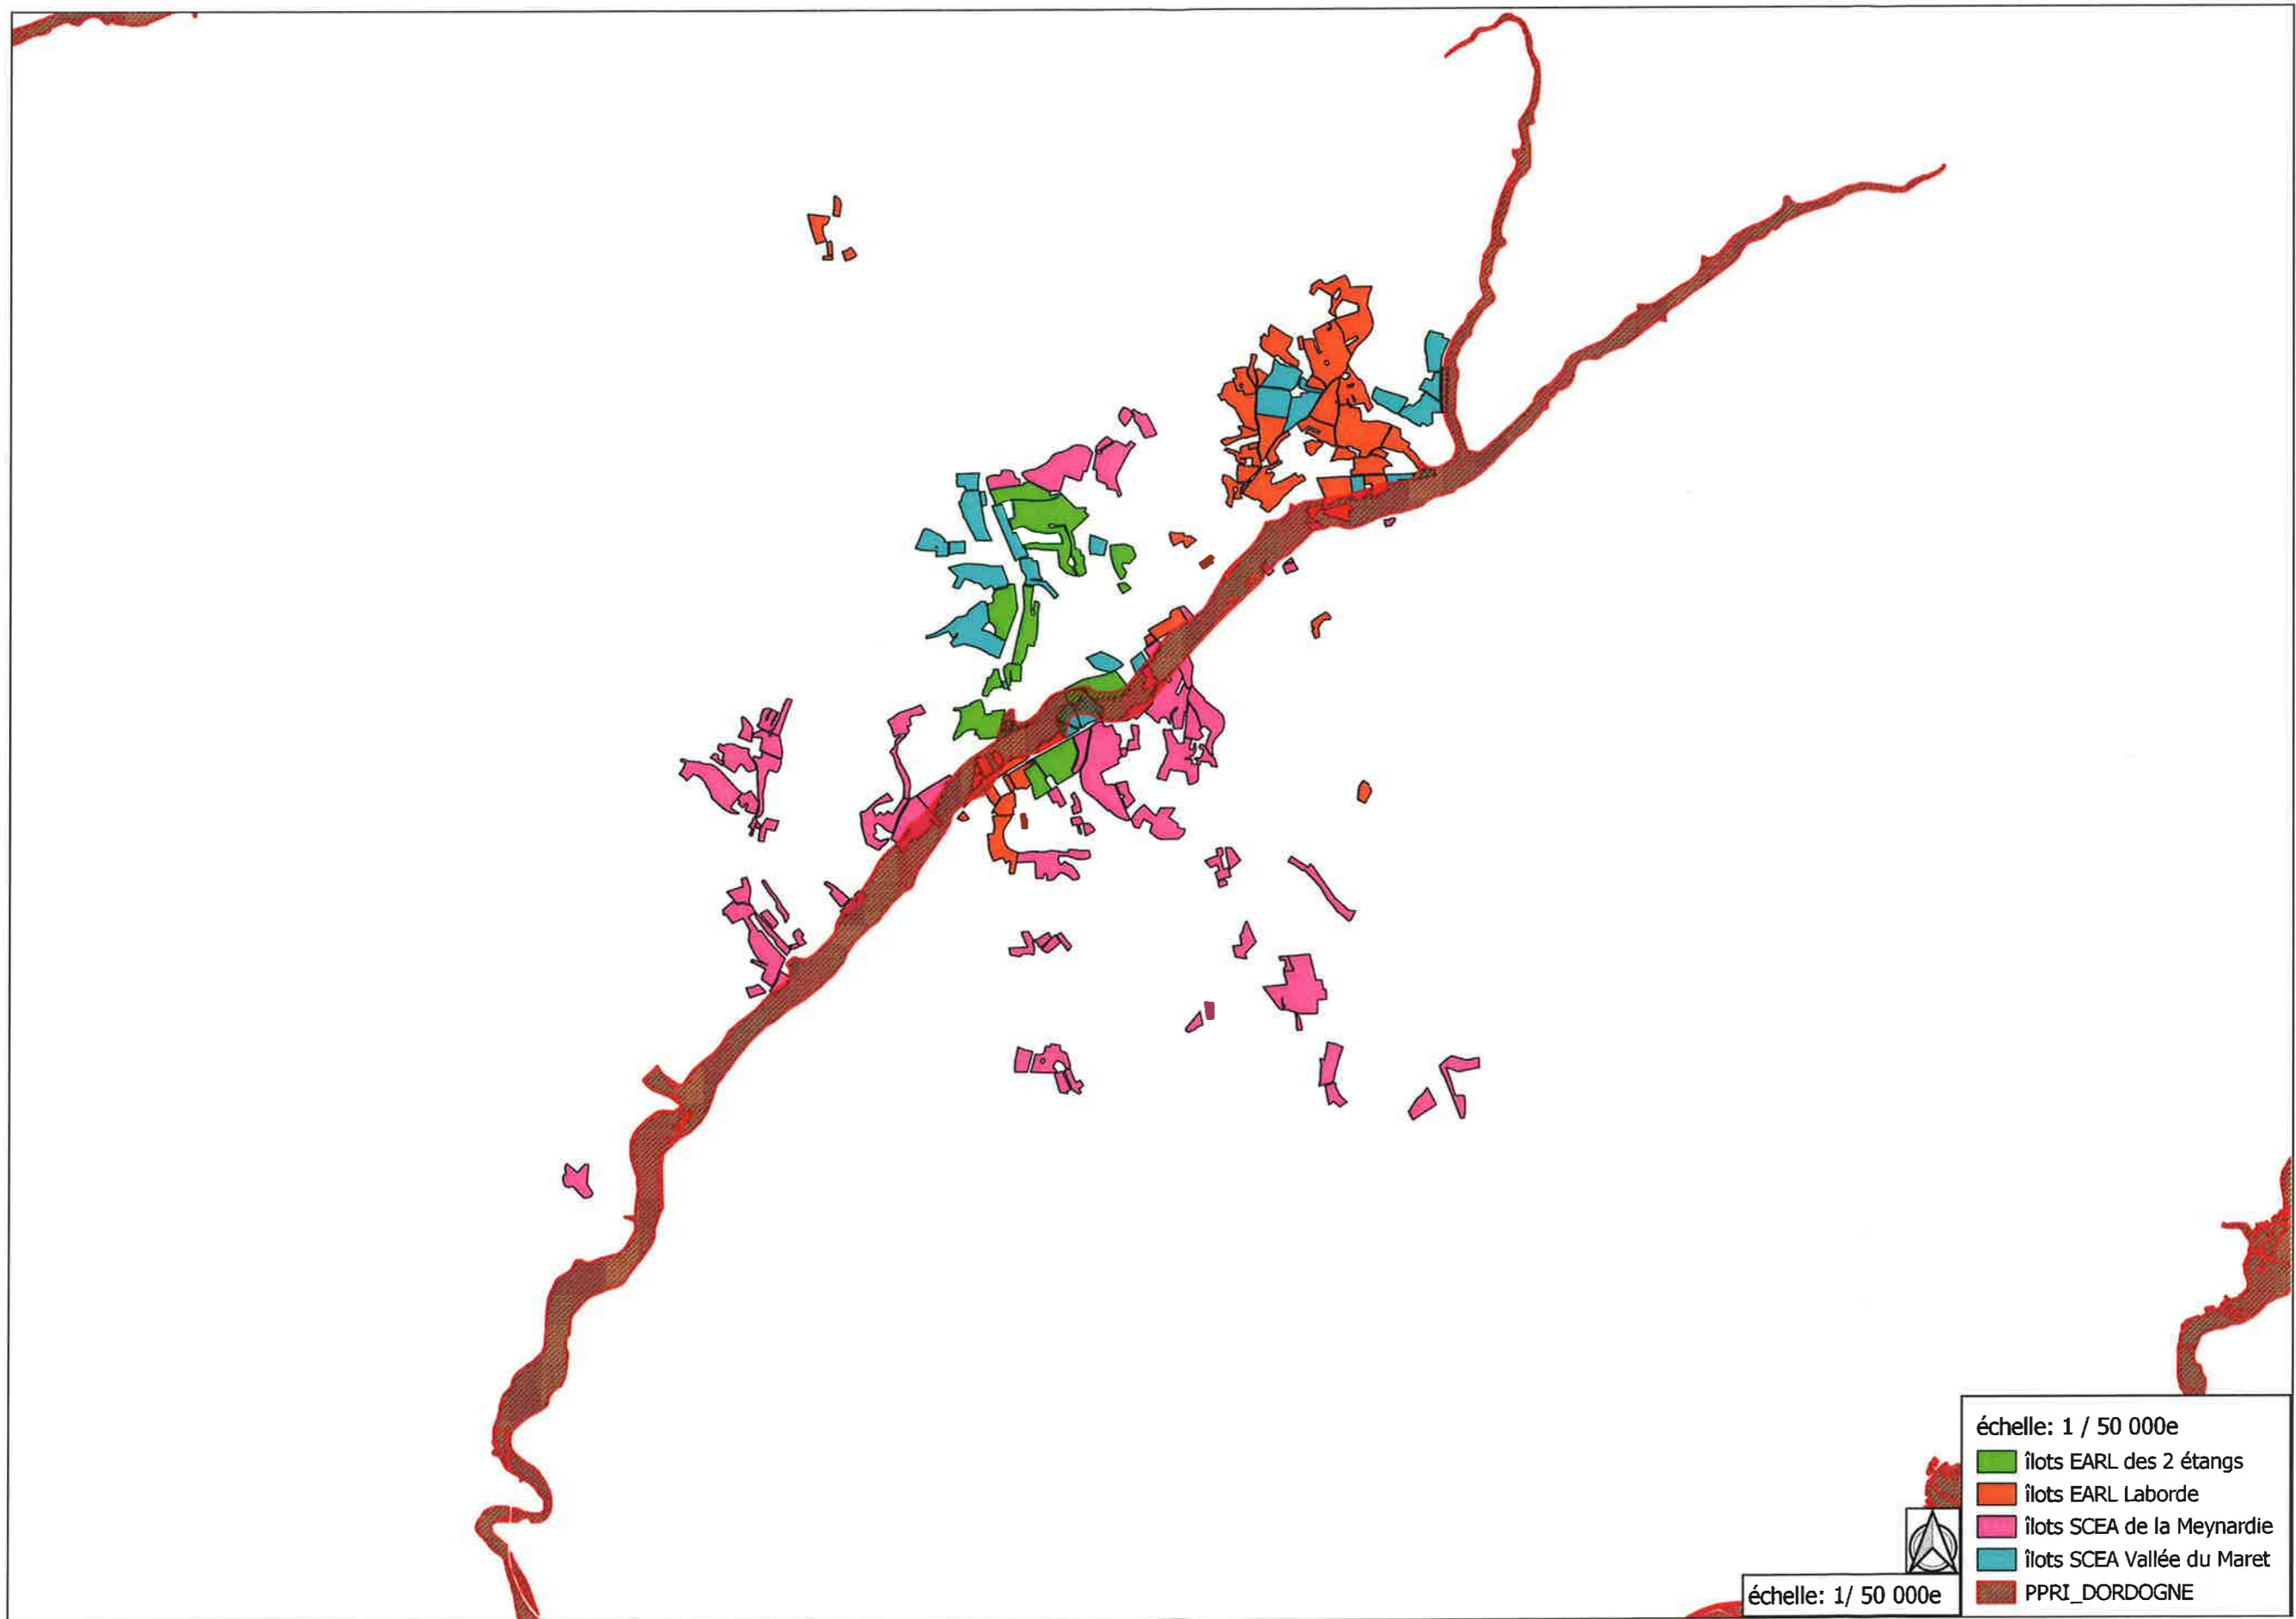 échelle: 1 / 50 000e
îlots EARL des 2 étangs
îlots EARL Laborde
îlots SCEA de la Meynardie
îlots SCEA Vallée du Maret
PPRI_DORDOGNE
échelle: 1/ 50 000e